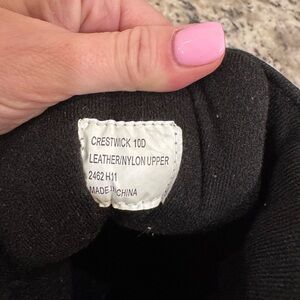 CRESTWICK 10D
LEATHER/NYLON UPPER
2462 H11
MADE IN CHINA